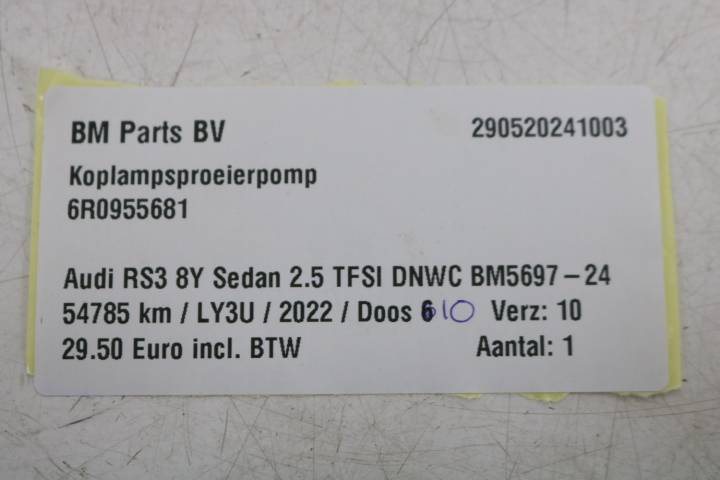 BM Parts BV 290520241003
Koplampsproeierpomp
6R0955681
Audi RS3 8Y Sedan 2.5 TFSI DNWC BM5697-24
54785 km / LY3U / 2022 / Doos 6 10 Verz: 10
29.50 Euro incl. BTW Aantal: 1